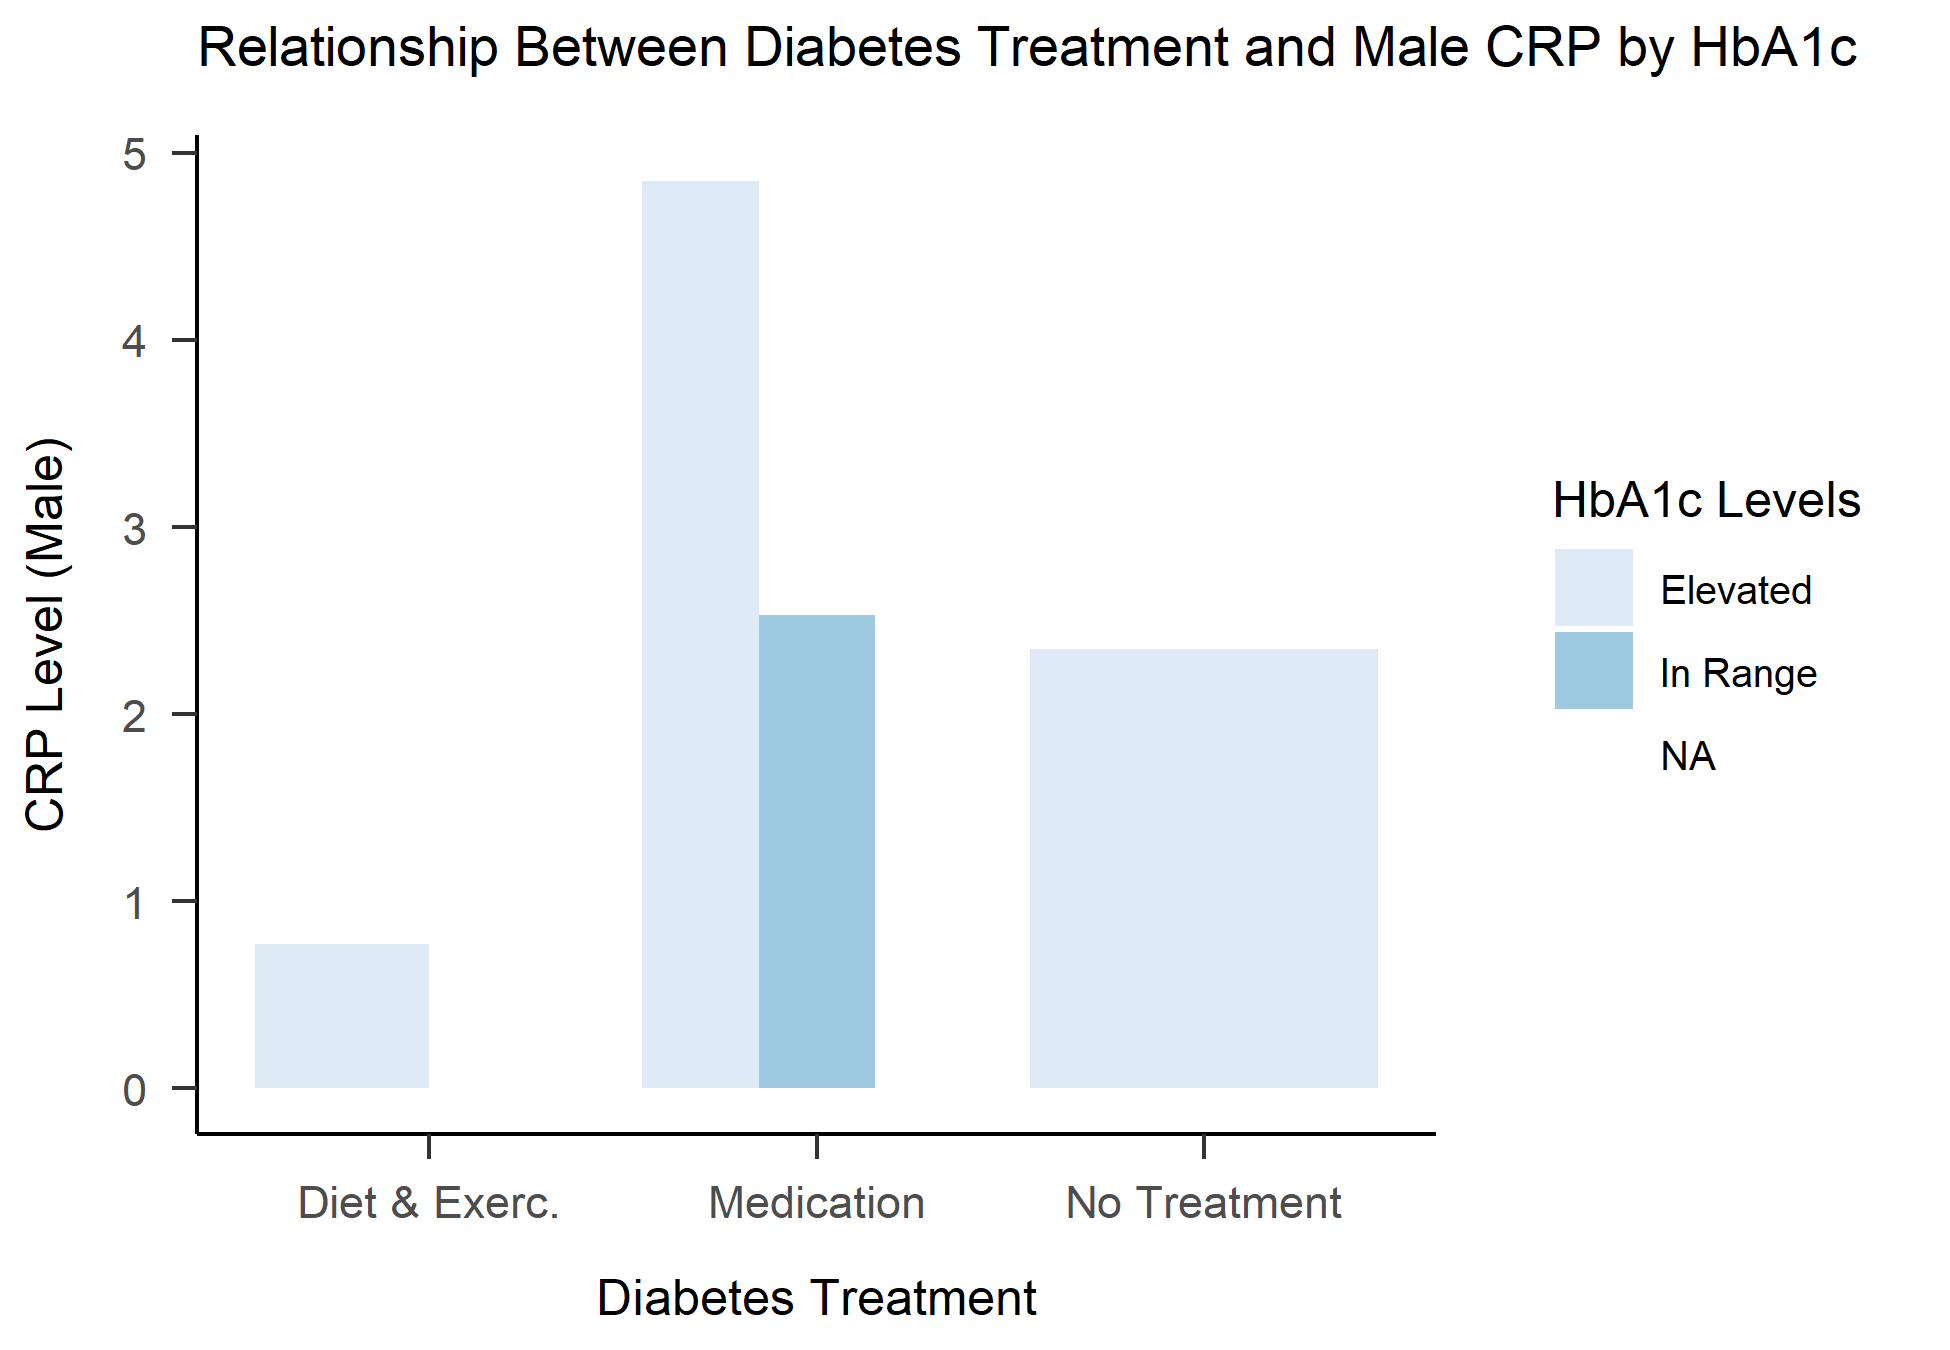 Relationship Between Diabetes Treatment and Male CRP by HbA1c
5
4
3
2
1
0
CRP Level (Male)
Diet & Exerc.
Medication
No Treatment
Diabetes Treatment
HbA1c Levels
Elevated
In Range
NA